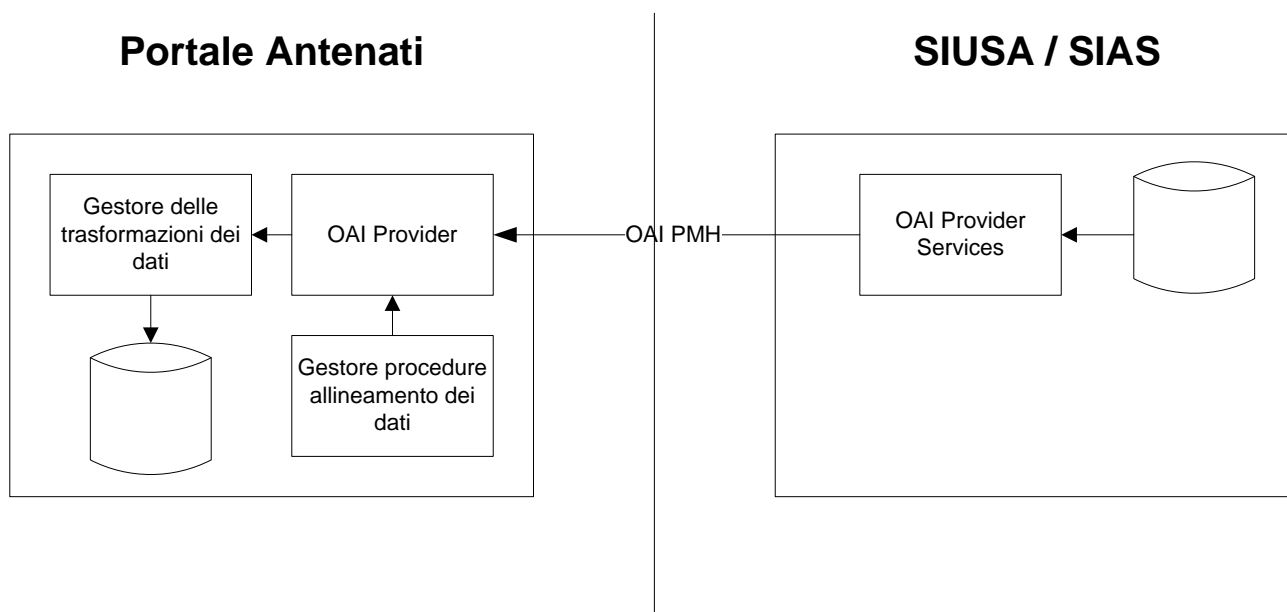 Portale Antenati
SIUSA / SIAS
Gestore delle
trasformazioni dei
dati
OAI Provider
OAI PMH
OAI Provider
Services
Gestore procedure
allineamento dei
dati